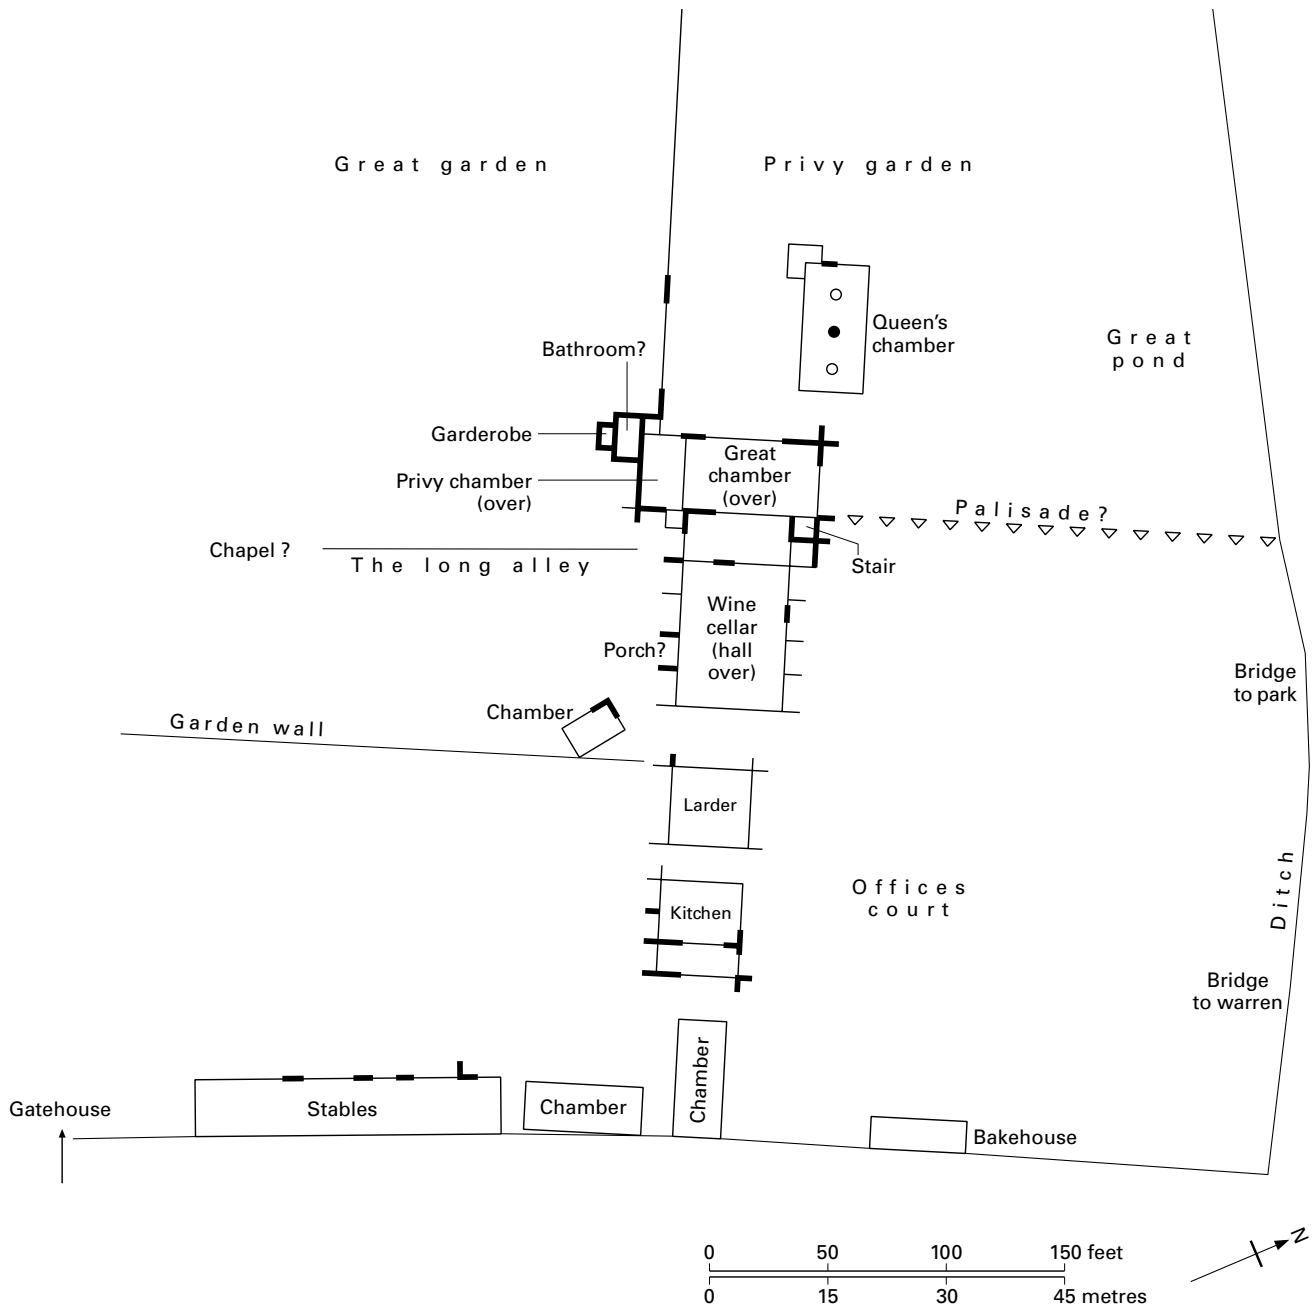 Great garden
Privy garden
Queen's
chamber
Great
pond
Bathroom?
Garderobe
Privy chamber
(over)
Great
chamber
(over)
Palisade?
Chapel ?
The long alley
Stair
Wine
cellar
(hall
over)
Porch?
Bridge
to park
Chamber
Garden wall
Larder
Ditch
Offices
court
Kitchen
Bridge
to warren
Chamber
Gatehouse
Stables
Chamber
Bakehouse
0 50 100 150 feet
0 15 30 45 metres
N